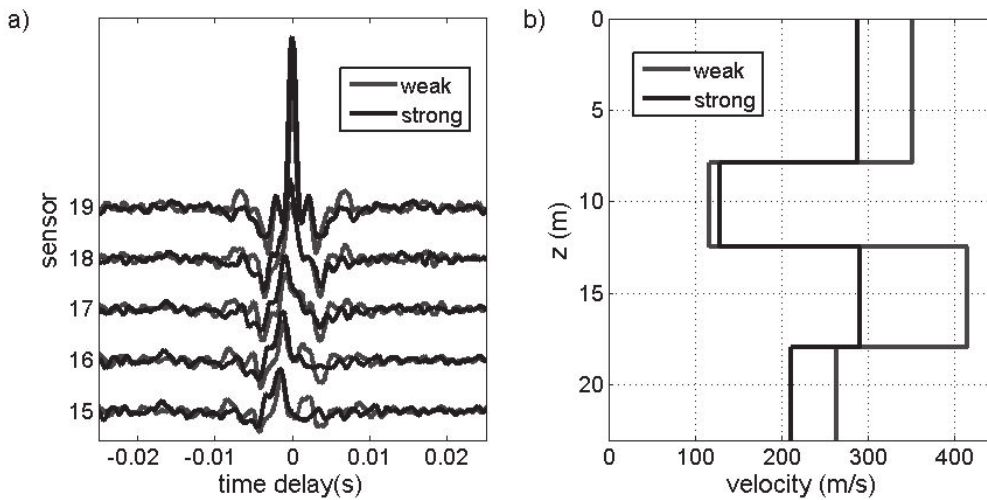 a)
weak
strong
sensor
19
18
17
16
15
-0.02
-0.01
0
0.01
0.02
time delay(s)
b)
weak
strong
z (m)
0
5
10
15
20
0
100
200
300
400
velocity (m/s)